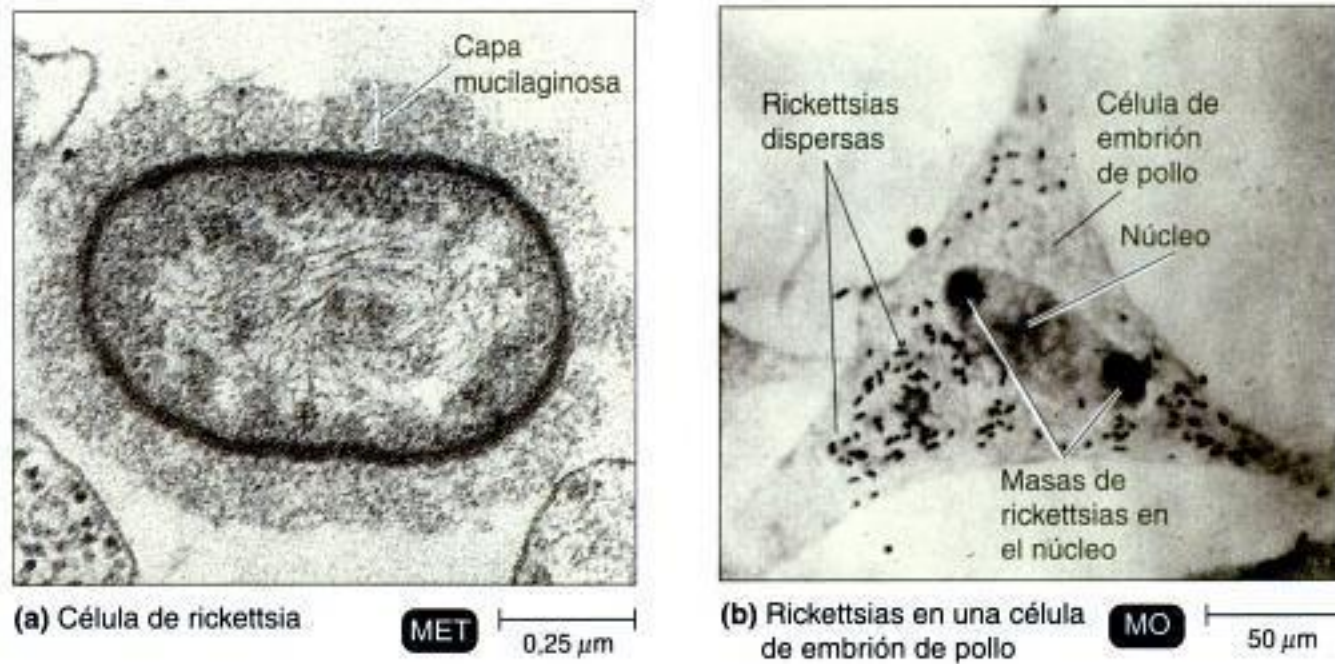 Capa
mucilaginosa
(a) Célula de rickettsia
MET
0,25 μm
Rickettsias
dispersas
Célula de
embrión
de pollo
Núcleo
Masas de
rickettsias en
el núcleo
(b) Rickettsias en una célula
de embrión de pollo
MO
50 μm